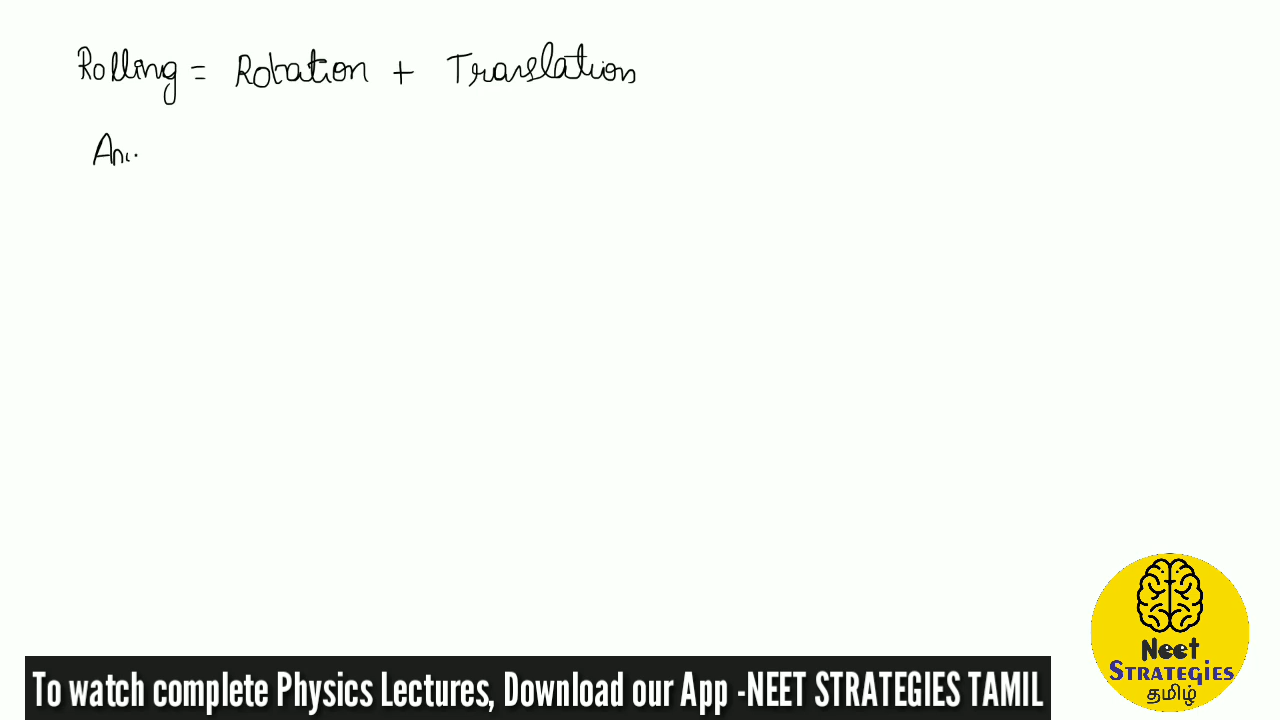 Rolling = Rotation + Translation
To watch complete Physics Lectures, Download our App -NEET STRATEGIES TAMIL
Neet
STRATEGIES
தமிழ்